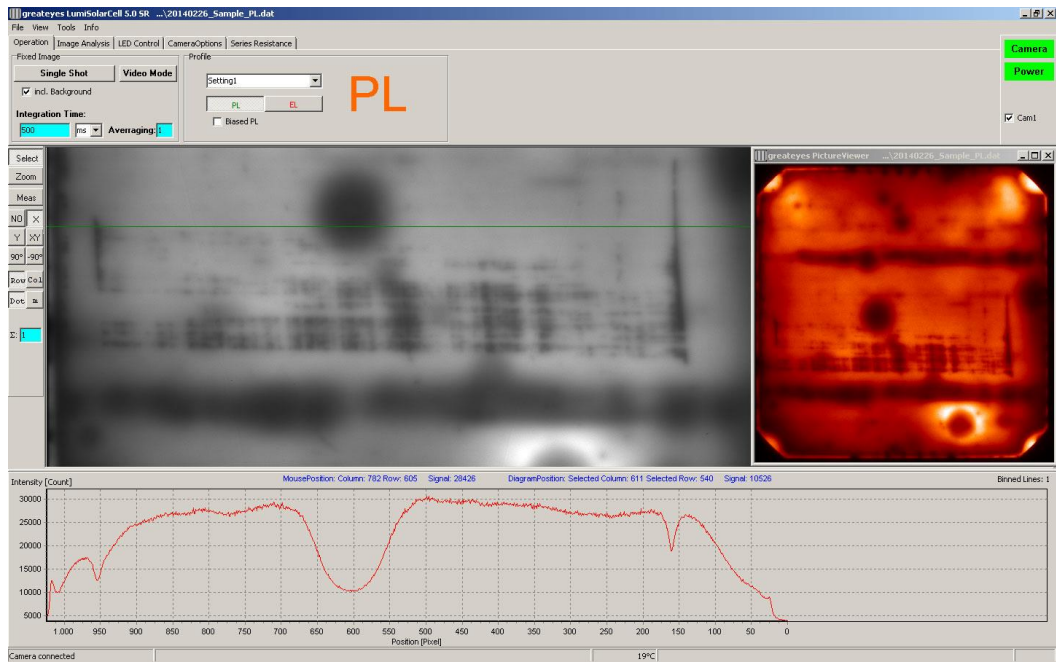 greateyes LumiSolarCell 5.0 SR ...\20140226_Sample_PL.dat
File View Tools Info
Operation Image Analysis LED Control CameraOptions Series Resistance
Fixed Image
Single Shot Video Mode
incl. Background
Integration Time:
500 ms Averaging: 1
Profile
Setting1
PL EL
Biased PL
PL
Camera
Power
Cam1
Select
Zoom
Meas
NO X
Y XY
90° -90°
Row Col
Dot
Σ: 1
greateyes PictureViewer ...\20140226_Sample_PL.dat
Intensity [Count] MousePosition: Column: 782 Row: 605 Signal: 28426 DiagramPosition: Selected Column: 611 Selected Row: 540 Signal: 10526 Binned Lines: 1
30000
25000
20000
15000
10000
5000
1.000 950 900 850 800 750 700 650 600 550 500 450 400 350 300 250 200 150 100 50 0
Position [Pixel]
Camera connected 19°C